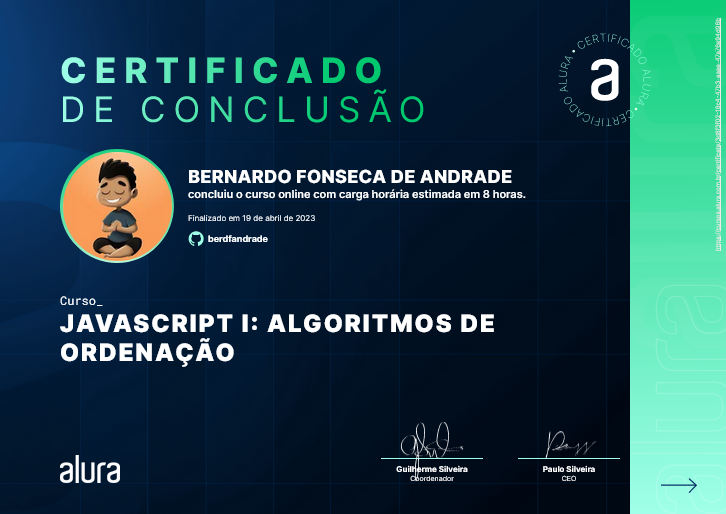 CERTIFICADO
DE CONCLUSÃO
CERTIFICADO ALURA • CERTIFICADO ALURA •
a
BERNARDO FONSECA DE ANDRADE
concluiu o curso online com carga horária estimada em 8 horas.
Finalizado em 19 de abril de 2023
berdfandrade
Curso_
JAVASCRIPT I: ALGORITMOS DE
ORDENAÇÃO
alura
Guilherme Silveira
Coordenador
Paulo Silveira
CEO
alura